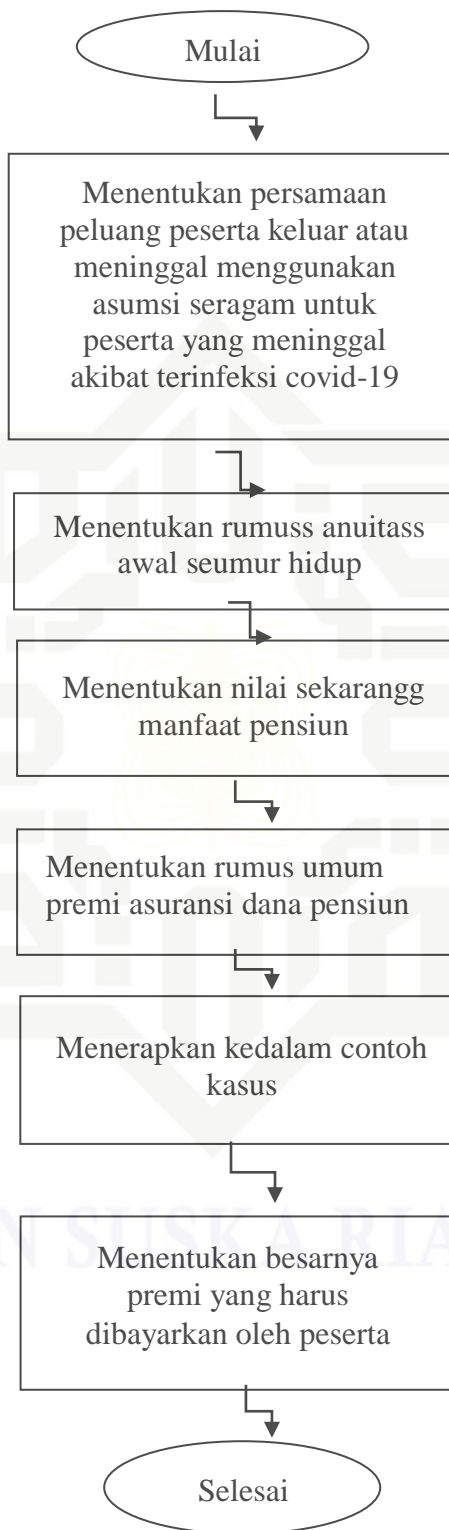 Mulai
Menentukan persamaan
peluang peserta keluar atau
meninggal menggunakan
asumsi seragam untuk
peserta yang meninggal
akibat terinfeksi covid-19
Menentukan rumuss anuitass
awal seumur hidup
Menentukan nilai sekarangg
manfaat pensiun
Menentukan rumus umum
premi asuransi dana pensiun
Menerapkan kedalam contoh
kasus
N SUSKA RIA
Menentukan besarnya
premi yang harus
dibayarkan oleh peserta
Selesai